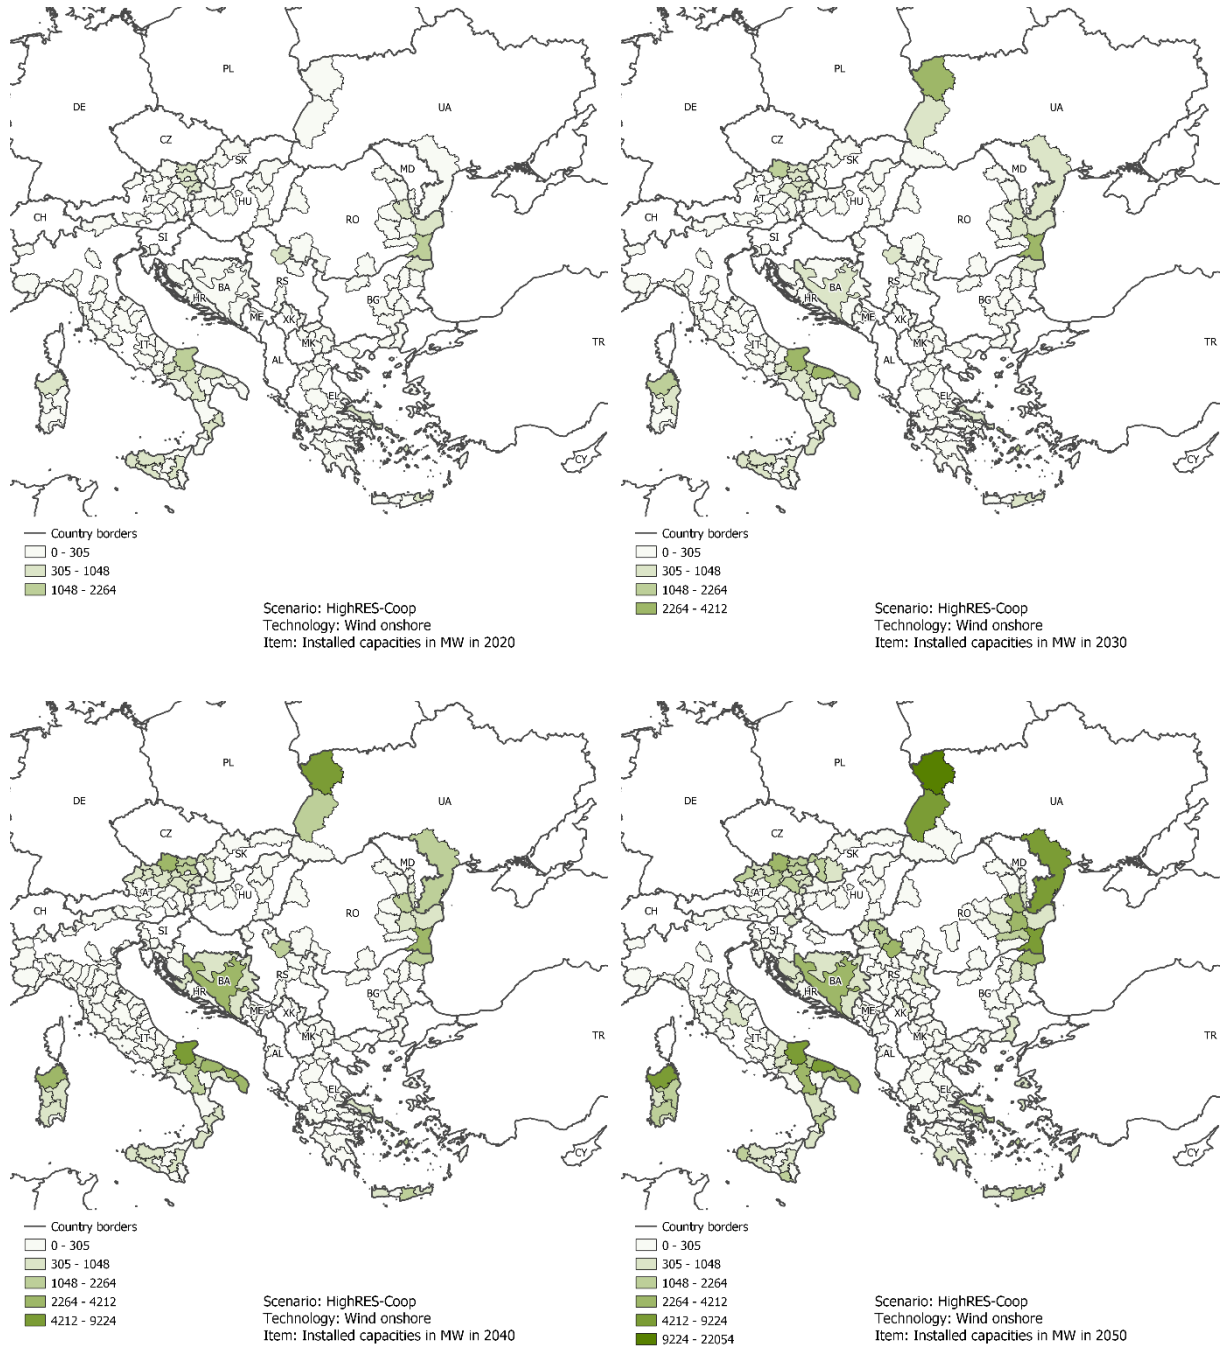 PL
DE
UA
CZ
SK
MD
AT
HU
CH
RO
SI
BA
RS
HR
BG
ME
XK
IT
MK
AL
TR
EL
CY
Country borders
0 - 305
305 - 1048
1048 - 2264
Scenario: HighRES-Coop
Technology: Wind onshore
Item: Installed capacities in MW in 2020
PL
DE
UA
CZ
SK
MD
AT
HU
CH
RO
SI
BA
RS
HR
BG
ME
XK
IT
MK
AL
TR
EL
CY
Country borders
0 - 305
305 - 1048
1048 - 2264
2264 - 4212
Scenario: HighRES-Coop
Technology: Wind onshore
Item: Installed capacities in MW in 2030
PL
DE
UA
CZ
SK
MD
AT
HU
CH
RO
SI
BA
RS
HR
BG
ME
XK
IT
MK
AL
TR
EL
CY
Country borders
0 - 305
305 - 1048
1048 - 2264
2264 - 4212
4212 - 9224
Scenario: HighRES-Coop
Technology: Wind onshore
Item: Installed capacities in MW in 2040
PL
DE
UA
CZ
SK
MD
AT
HU
CH
RO
SI
BA
RS
HR
BG
ME
XK
IT
MK
AL
TR
EL
CY
Country borders
0 - 305
305 - 1048
1048 - 2264
2264 - 4212
4212 - 9224
9224 - 22054
Scenario: HighRES-Coop
Technology: Wind onshore
Item: Installed capacities in MW in 2050